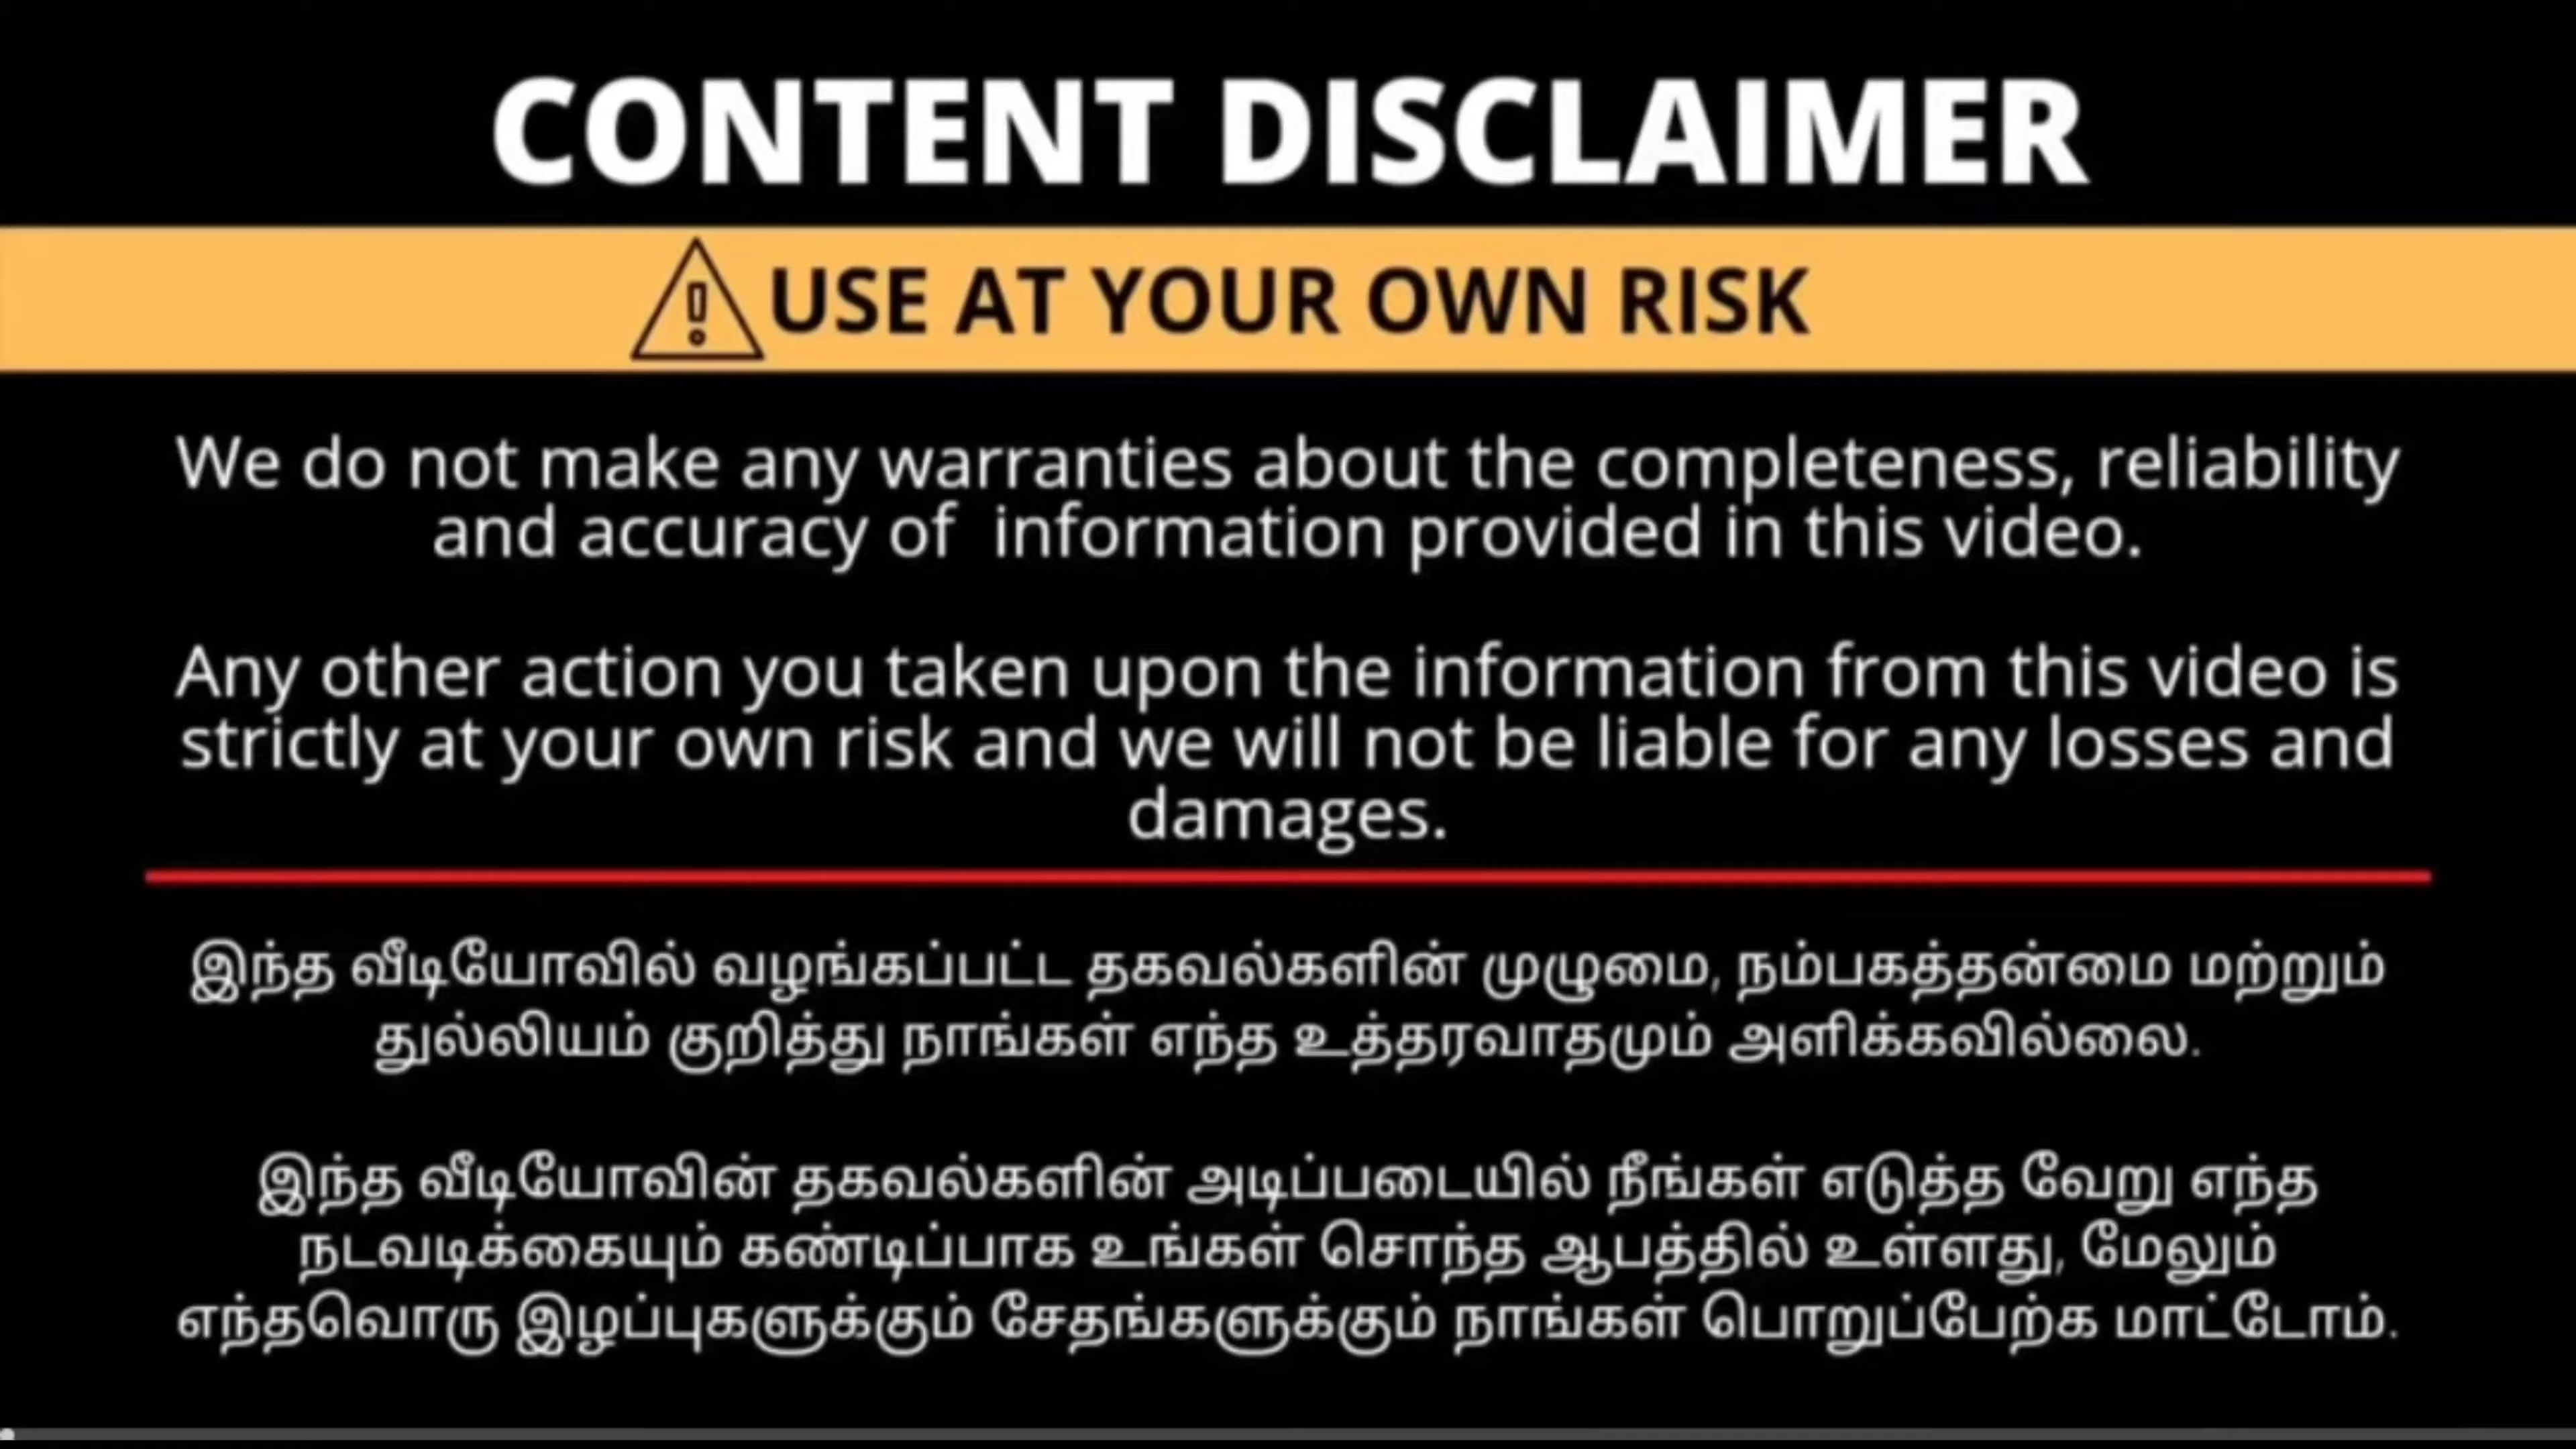 CONTENT DISCLAIMER
USE AT YOUR OWN RISK
We do not make any warranties about the completeness, reliability
and accuracy of  information provided in this video.
Any other action you taken upon the information from this video is
strictly at your own risk and we will not be liable for any losses and
damages.
இந்த வீடியோவில் வழங்கப்பட்ட தகவல்களின் முழுமை, நம்பகத்தன்மை மற்றும்
துல்லியம் குறித்து நாங்கள் எந்த உத்தரவாதமும் அளிக்கவில்லை.
இந்த வீடியோவின் தகவல்களின் அடிப்படையில் நீங்கள் எடுத்த வேறு எந்த
நடவடிக்கையும் கண்டிப்பாக உங்கள் சொந்த ஆபத்தில் உள்ளது, மேலும்
எந்தவொரு இழப்புகளுக்கும் சேதங்களுக்கும் நாங்கள் பொறுப்பேற்க மாட்டோம்.